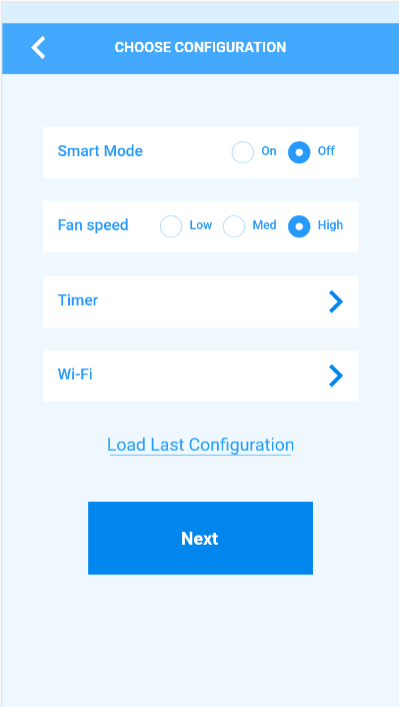 CHOOSE CONFIGURATION
Smart Mode On Off
Fan speed Low Med High
Timer
Wi-Fi
Load Last Configuration
Next